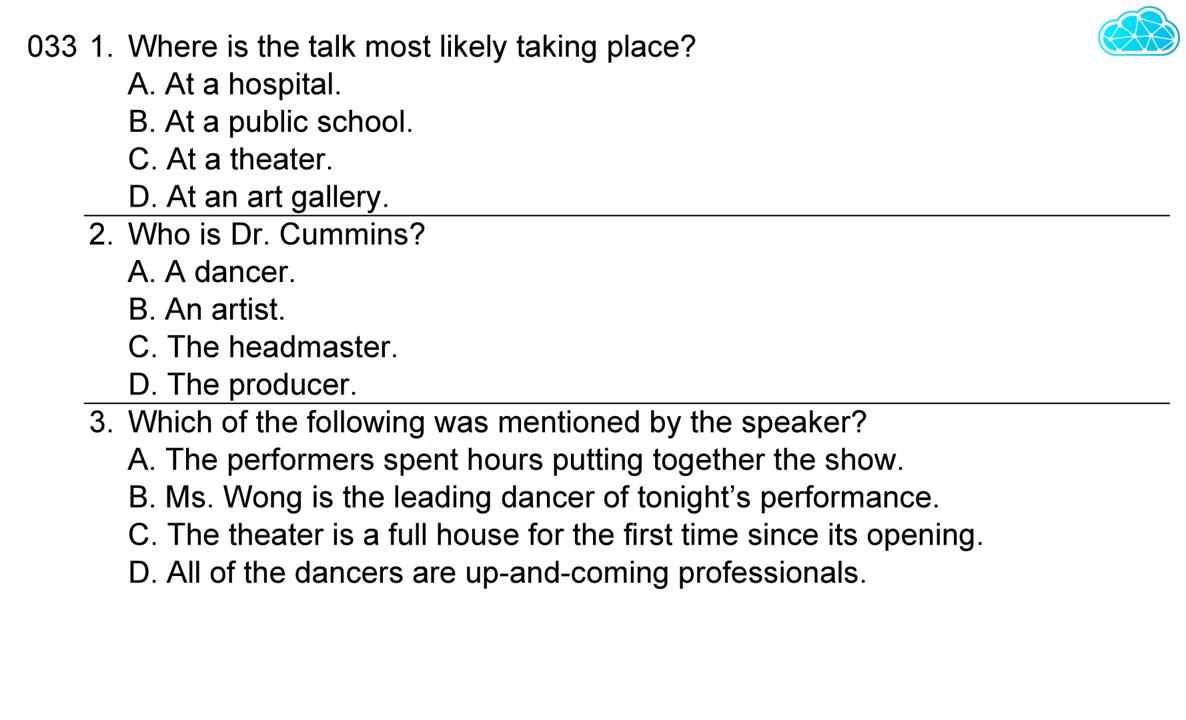 033 1. Where is the talk most likely taking place?
A. At a hospital.
B. At a public school.
C. At a theater.
D. At an art gallery.
2. Who is Dr. Cummins?
A. A dancer.
B. An artist.
C. The headmaster.
D. The producer.
3. Which of the following was mentioned by the speaker?
A. The performers spent hours putting together the show.
B. Ms. Wong is the leading dancer of tonight’s performance.
C. The theater is a full house for the first time since its opening.
D. All of the dancers are up-and-coming professionals.